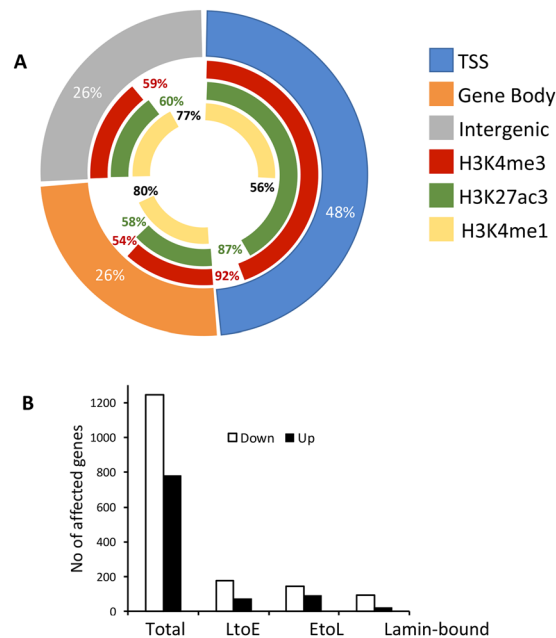 A
TSS
Gene Body
Intergenic
H3K4me3
H3K27ac3
H3K4me1
26%
59%
60%
77%
56%
48%
80%
58%
54%
87%
92%
26%
B
No of affected genes
1200
1000
800
600
400
200
0
Down
Up
Total
LtoE
EtoL
Lamin-bound